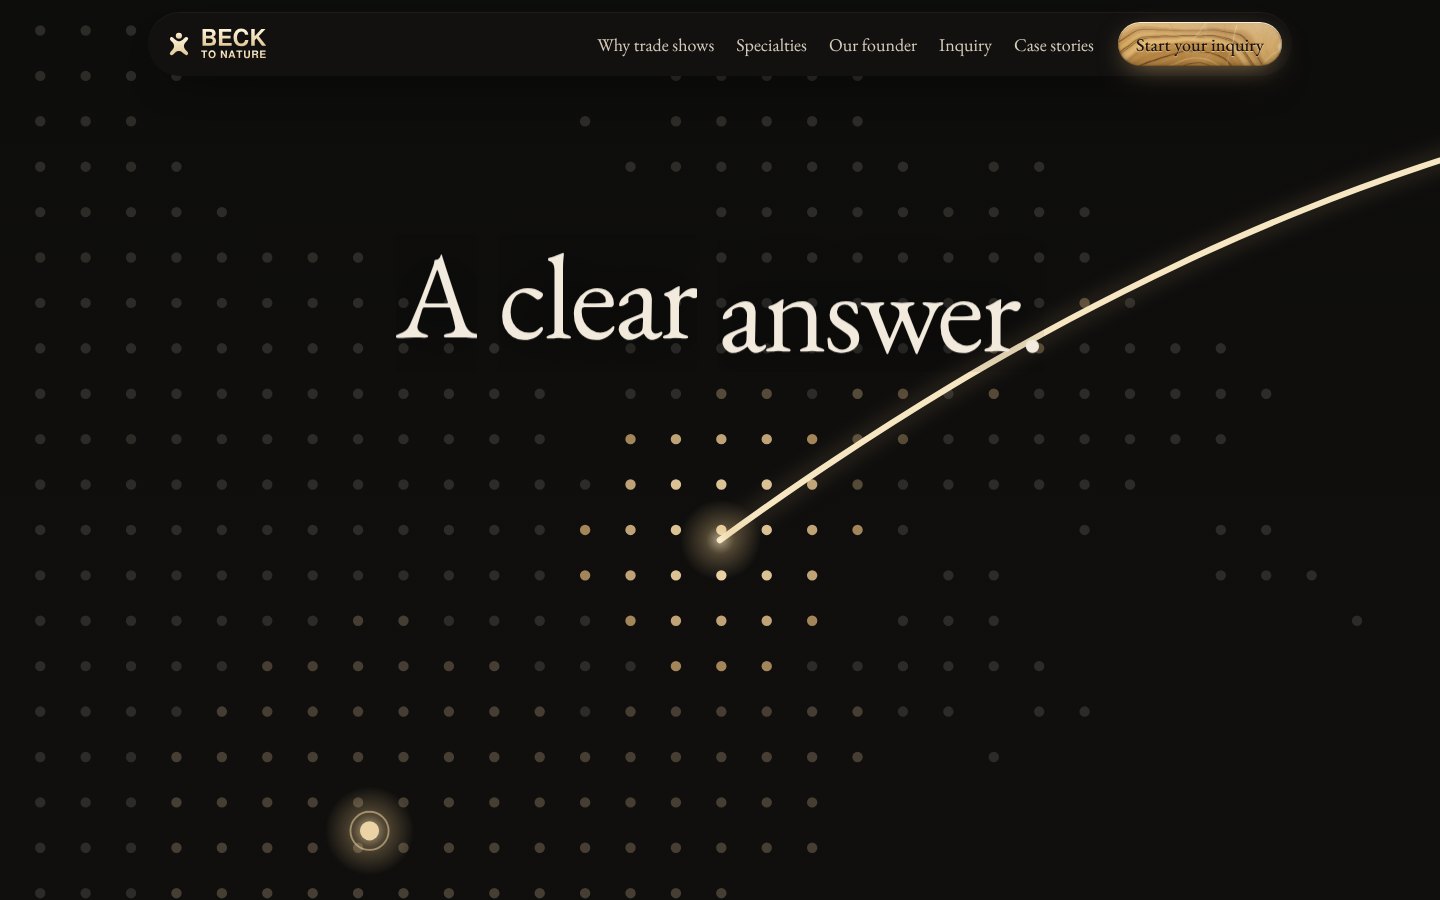 BECK
TO NATURE
Why trade shows
Specialties
Our founder
Inquiry
Case stories
Start your inquiry
A clear answer.